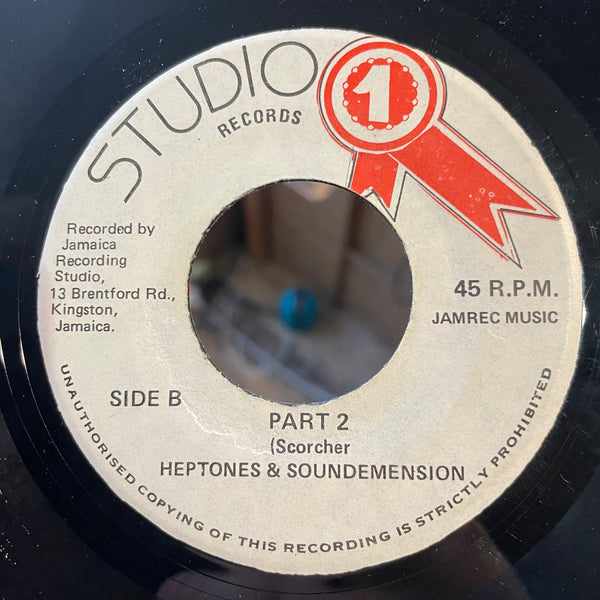 STUDIO 1
RECORDS
Recorded by
Jamaica
Recording
Studio,
13 Brentford Rd.,
Kingston,
Jamaica.
45 R.P.M.
JAMREC MUSIC
SIDE B
PART 2
(Scorcher
HEPTONES & SOUNDEMENSION
UNAUTHORISED COPYING OF THIS RECORDING IS STRICTLY PROHIBITED